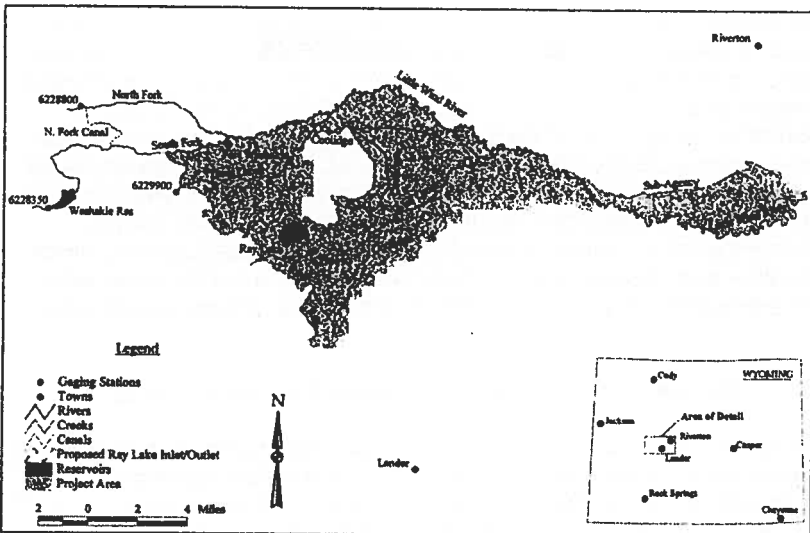 Riverton
Little Wind River
6228800
North Fork
N. Fork Canal
South Fork
Coolidge
6229900
6228350
Washakie Res
Sub-Agency
Ray
Legend
Gaging Stations
Towns
Rivers
Creeks
Canals
Proposed Ray Lake Inlet/Outlet
Reservoirs
Project Area
2 0 2 4 Miles
N
Lander
WYOMING
Cody
Area of Detail
Jackson
Riverton
Lander
Casper
Rock Springs
Cheyenne